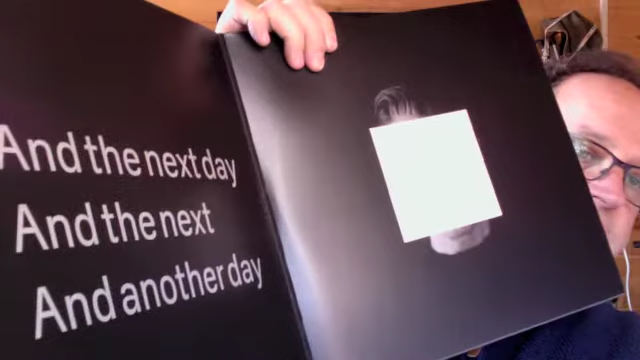 And the next day
And the next
And another day